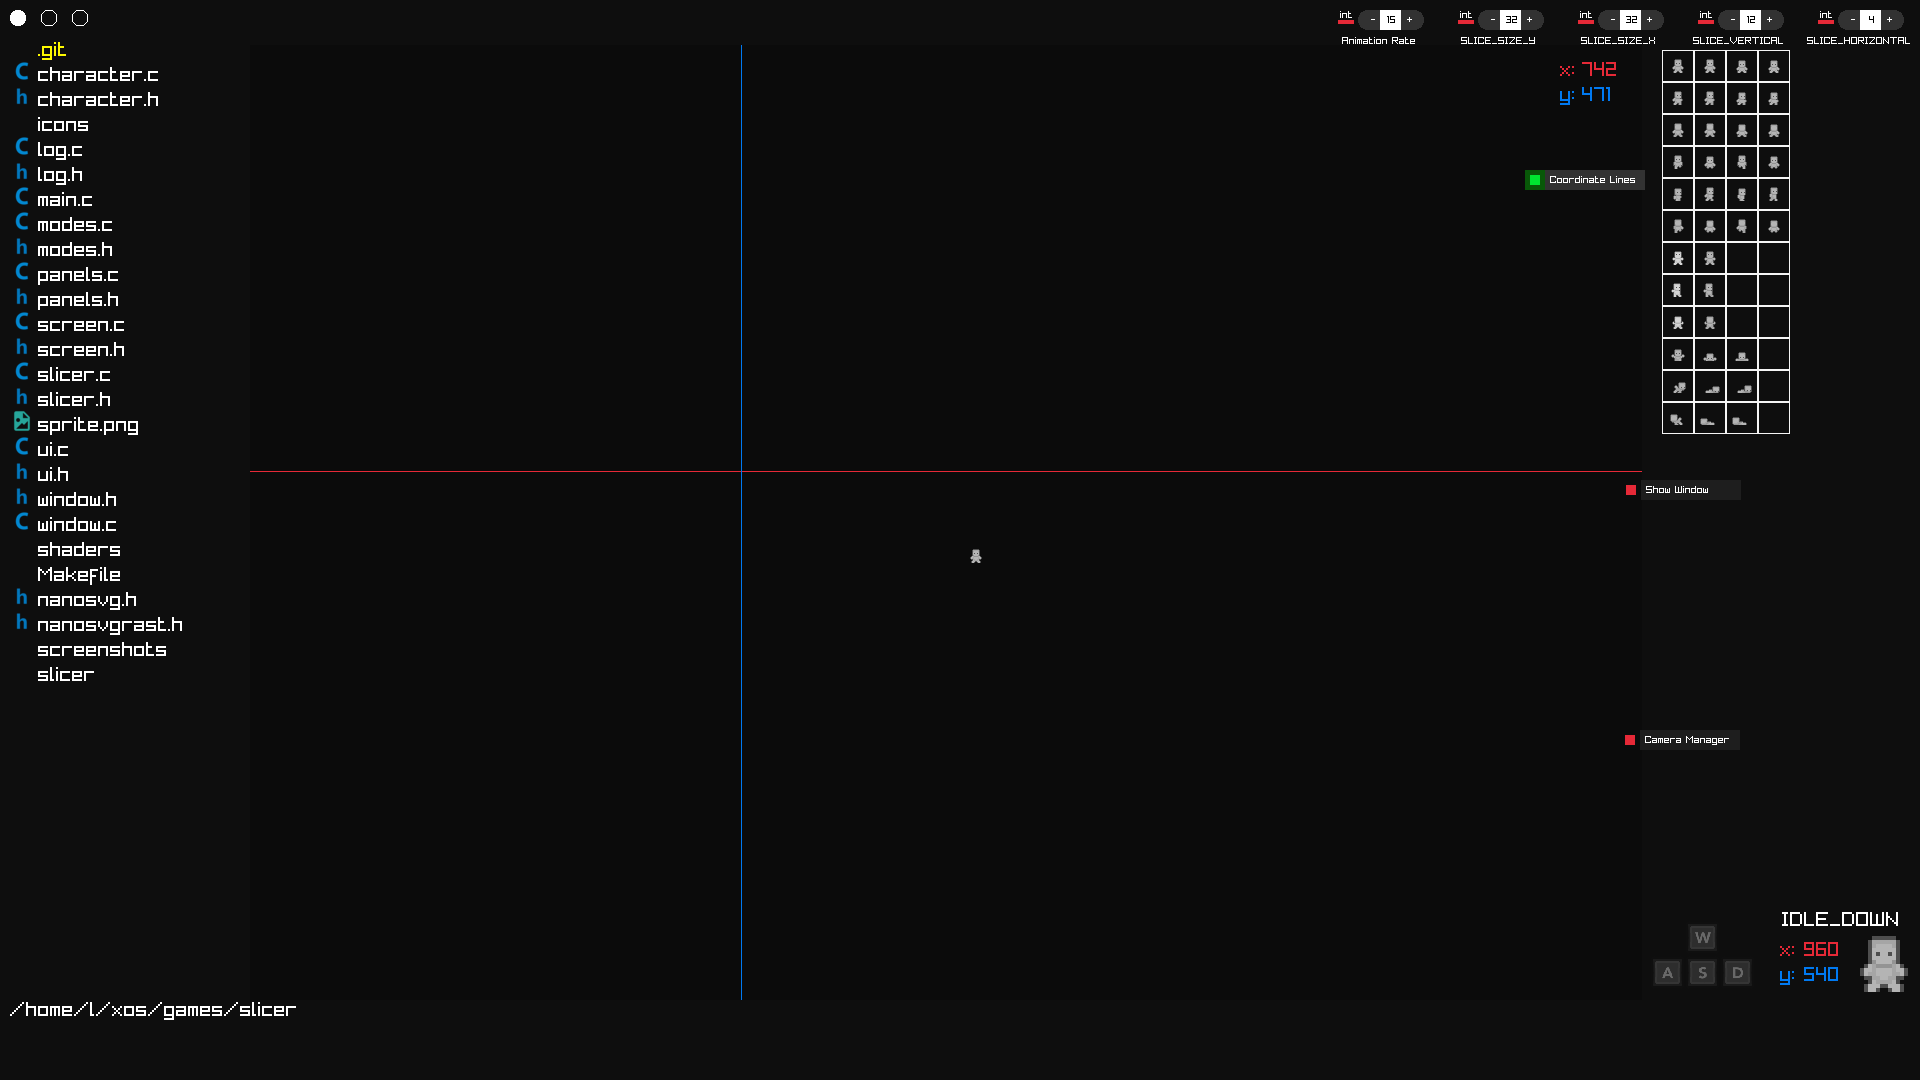 int - 15 +
Animation Rate
int - 32 +
SLICE_SIZE_Y
int - 32 +
SLICE_SIZE_X
int - 12 +
SLICE_VERTICAL
int - 4 +
SLICE_HORIZONTAL
.git
C character.c
h character.h
icons
C log.c
h log.h
C main.c
C modes.c
h modes.h
C panels.c
h panels.h
C screen.c
h screen.h
C slicer.c
h slicer.h
sprite.png
C ui.c
h ui.h
h window.h
C window.c
shaders
Makefile
h nanosvg.h
h nanosvgrast.h
screenshots
slicer
x: 742
y: 471
Coordinate Lines
Show Window
Camera Manager
W
A S D
IDLE_DOWN
x: 960
y: 540
/home/l/xos/games/slicer